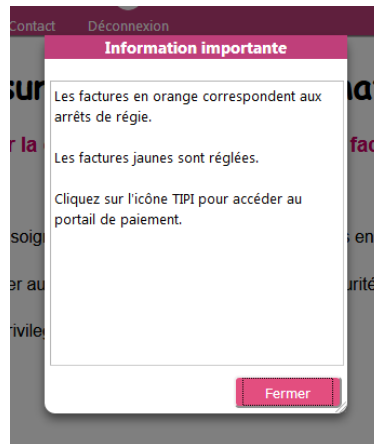 Contact Déconnexion
Information importante
Les factures en orange correspondent aux
arrêts de régie.
Les factures jaunes sont réglées.
Cliquez sur l'icône TIPI pour accéder au
portail de paiement.
Fermer